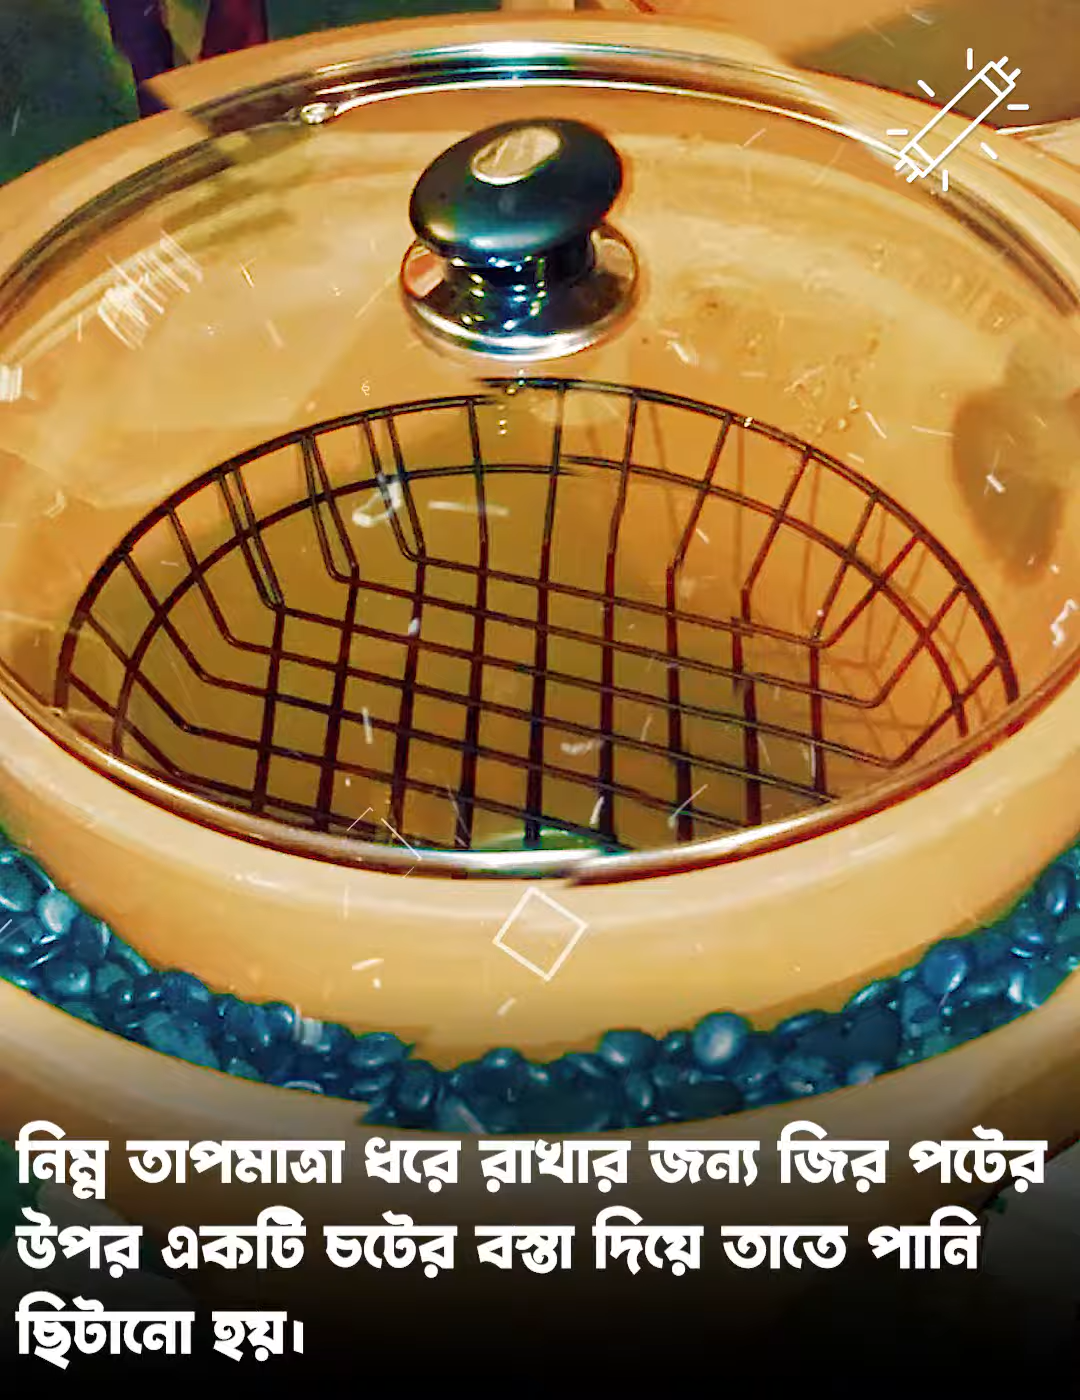 নিম্ন তাপমাত্রা ধরে রাখার জন্য জির পটের
উপর একটি চটের বস্তা দিয়ে তাতে পানি
ছিটানো হয়।